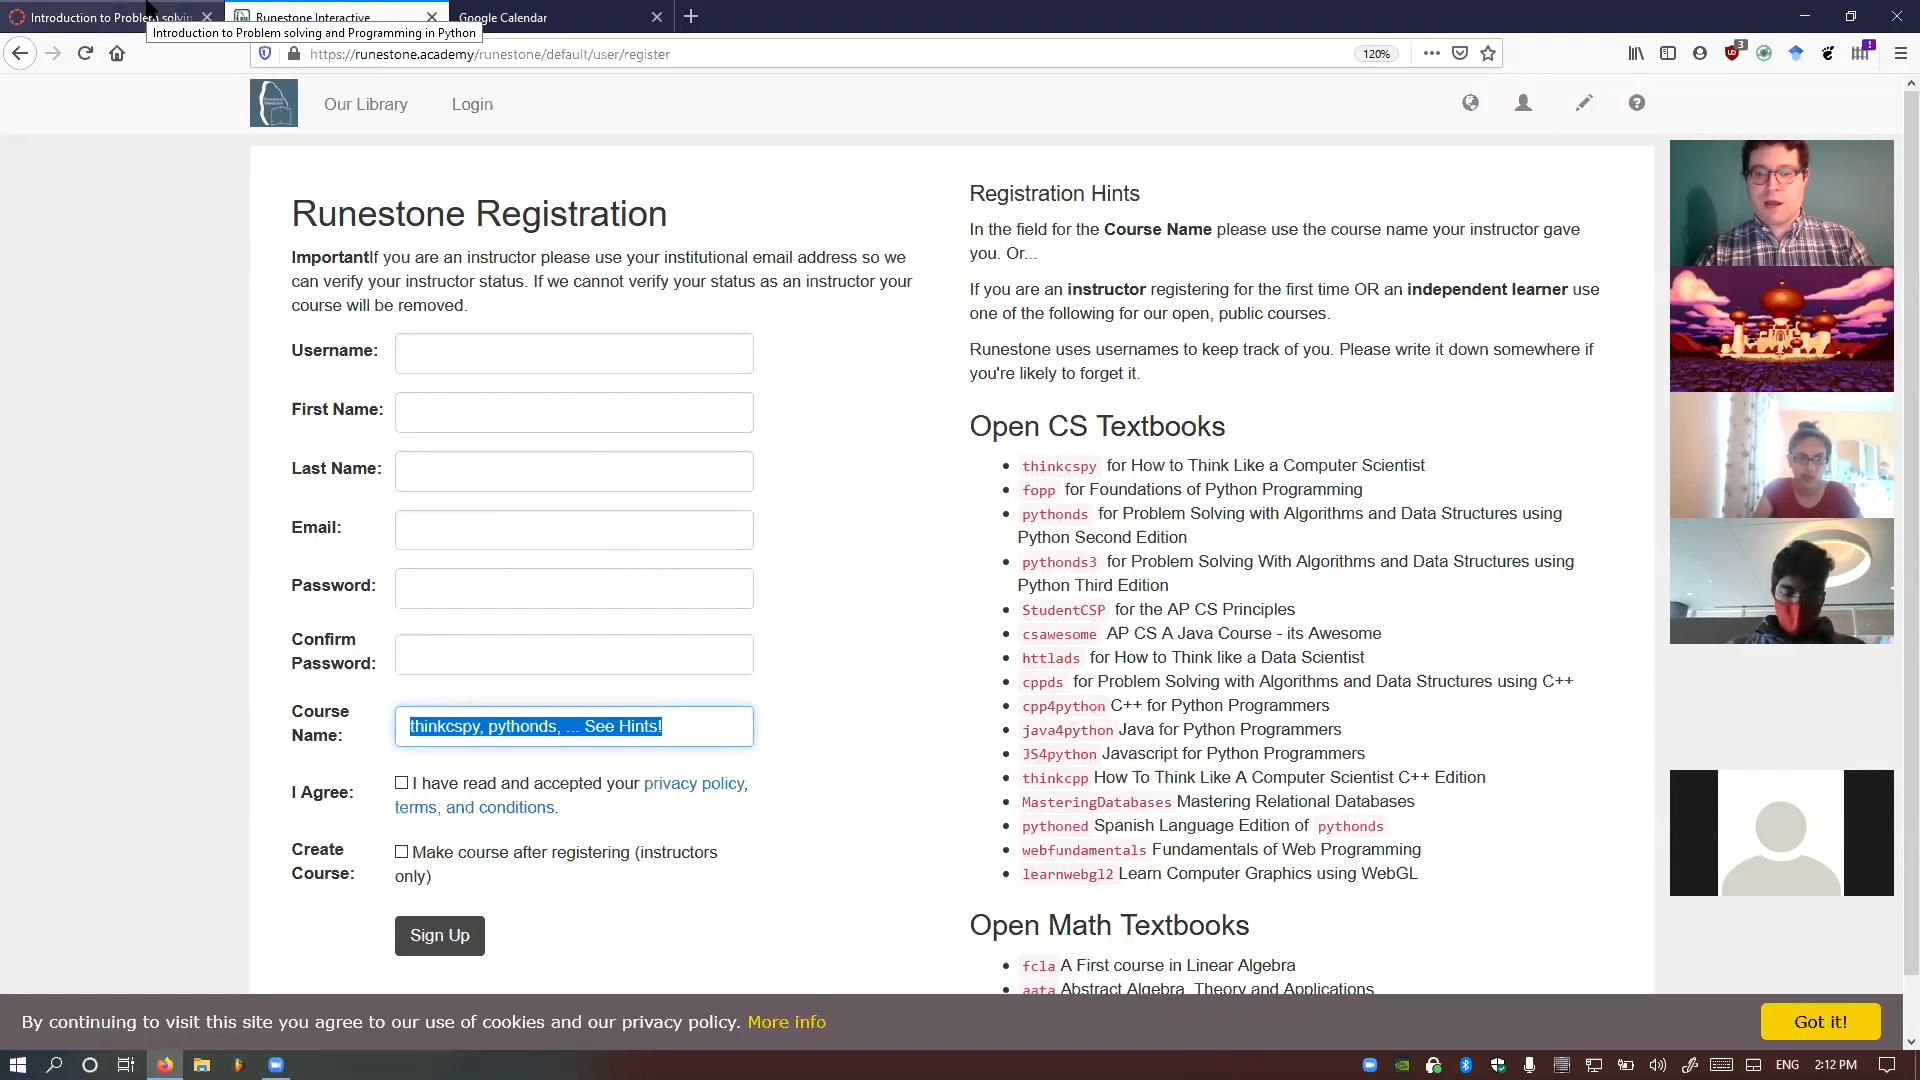 Introduction to Problem solvin
Runestone Interactive
Google Calendar
Introduction to Problem solving and Programming in Python
https://runestone.academy/runestone/default/user/register
120%
3
!
Our Library
Login
Runestone Registration
ImportantIf you are an instructor please use your institutional email address so we
can verify your instructor status. If we cannot verify your status as an instructor your
course will be removed.
Username:
First Name:
Last Name:
Email:
Password:
Confirm
Password:
Course
Name:
thinkcspy, pythonds, ... See Hints!
I Agree:
I have read and accepted your privacy policy,
terms, and conditions.
Create
Course:
Make course after registering (instructors
only)
Sign Up
Registration Hints
In the field for the Course Name please use the course name your instructor gave
you. Or...
If you are an instructor registering for the first time OR an independent learner use
one of the following for our open, public courses.
Runestone uses usernames to keep track of you. Please write it down somewhere if
you're likely to forget it.
Open CS Textbooks
thinkcspy for How to Think Like a Computer Scientist
fopp for Foundations of Python Programming
pythonds for Problem Solving with Algorithms and Data Structures using
Python Second Edition
pythonds3 for Problem Solving With Algorithms and Data Structures using
Python Third Edition
StudentCSP for the AP CS Principles
csawesome AP CS A Java Course - its Awesome
httlads for How to Think like a Data Scientist
cppds for Problem Solving with Algorithms and Data Structures using C++
cpp4python C++ for Python Programmers
java4python Java for Python Programmers
JS4python Javascript for Python Programmers
thinkcpp How To Think Like A Computer Scientist C++ Edition
MasteringDatabases Mastering Relational Databases
pythoned Spanish Language Edition of pythonds
webfundamentals Fundamentals of Web Programming
learnwebgl2 Learn Computer Graphics using WebGL
Open Math Textbooks
fcla A First course in Linear Algebra
aata Abstract Algebra, Theory and Applications
By continuing to visit this site you agree to our use of cookies and our privacy policy. More info
Got it!
ENG
2:12 PM